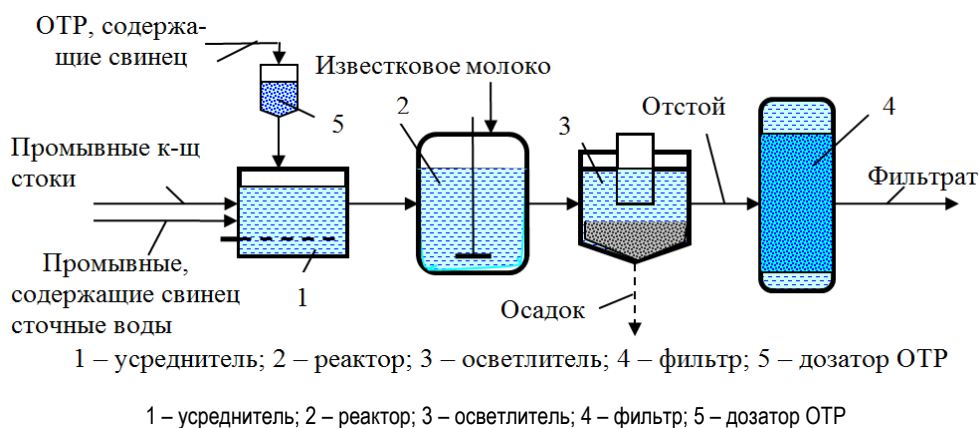 ОТР, содержа-
щие свинец
Известковое молоко
5
2
3
Отстой
4
Промывные к-щ
стоки
Фильтрат
Промывные,
содержащие свинец
сточные воды
1
Осадок
1 – усреднитель; 2 – реактор; 3 – осветлитель; 4 – фильтр; 5 – дозатор ОТР
1 – усреднитель; 2 – реактор; 3 – осветлитель; 4 – фильтр; 5 – дозатор ОТР